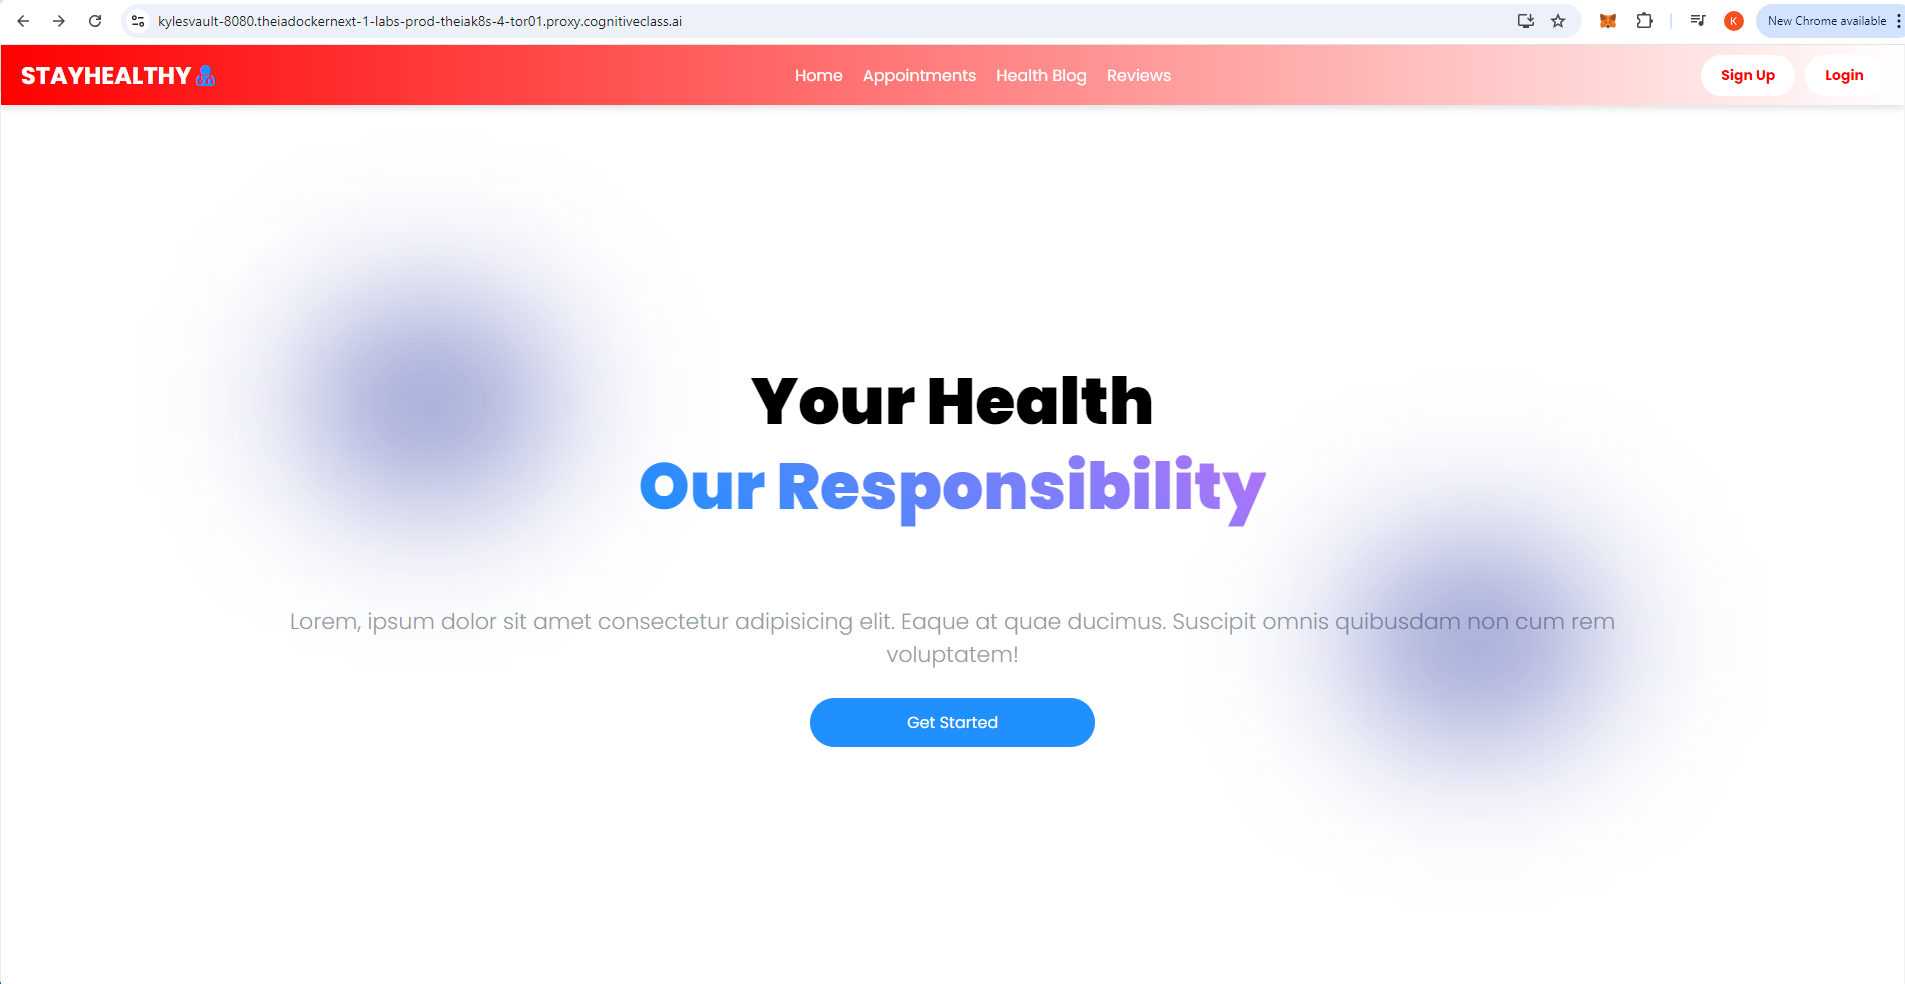 kylesvault-8080.theiadockernext-1-labs-prod-theiak8s-4-tor01.proxy.cognitiveclass.ai
K
New Chrome available
STAYHEALTHY
Home Appointments Health Blog Reviews
Sign Up Login
Your Health
Our Responsibility
Lorem, ipsum dolor sit amet consectetur adipisicing elit. Eaque at quae ducimus. Suscipit omnis quibusdam non cum rem
voluptatem!
Get Started